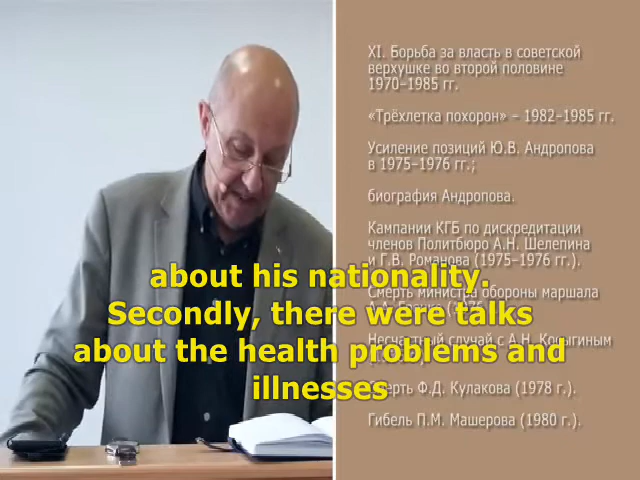 XI. Борьба за власть в советской
верхушке во второй половине
1970–1985 гг.
«Трёхлетка похорон» – 1982–1985 гг.
Усиление позиций Ю.В. Андропова
в 1975–1976 гг.;
биография Андропова.
Кампании КГБ по дискредитации
членов Политбюро А.Н. Шелепина
и Г.В. Романова (1975–1976 гг.).
Смерть министра обороны маршала
Несчастный случай с А.Н. Косыгиным
Смерть Ф.Д. Кулакова (1978 г.).
Гибель П.М. Машерова (1980 г.).
about his nationality.
Secondly, there were talks
about the health problems and
illnesses